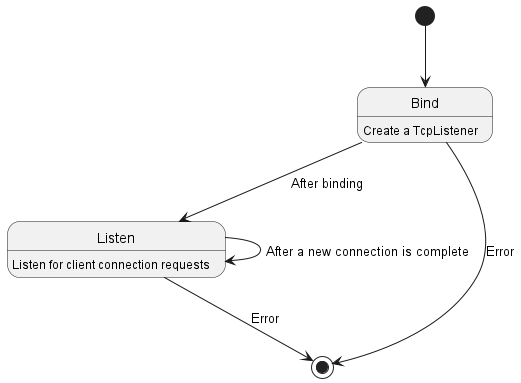 Bind
Create a TcpListener
After binding
Listen
Listen for client connection requests
After a new connection is complete
Error
Error